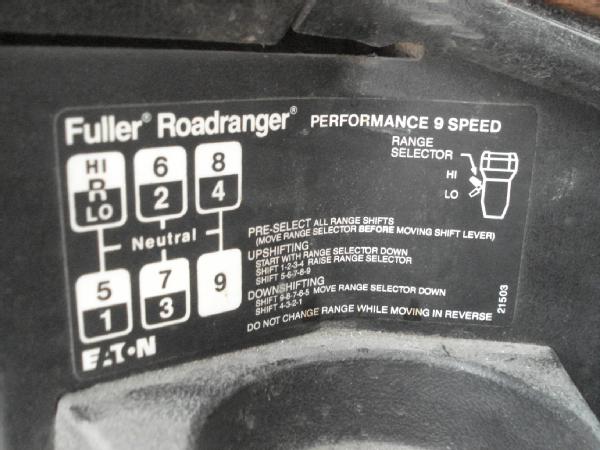 Fuller® Roadranger® PERFORMANCE 9 SPEED
HI R LO
6 2
8 4
Neutral
5 1
7 3
9
RANGE
SELECTOR
HI
LO
PRE-SELECT ALL RANGE SHIFTS
(MOVE RANGE SELECTOR BEFORE MOVING SHIFT LEVER)
UPSHIFTING
START WITH RANGE SELECTOR DOWN
SHIFT 1-2-3-4 RAISE RANGE SELECTOR
SHIFT 5-6-7-8-9
DOWNSHIFTING
SHIFT 9-8-7-6-5 MOVE RANGE SELECTOR DOWN
SHIFT 4-3-2-1
DO NOT CHANGE RANGE WHILE MOVING IN REVERSE
21503
EATON